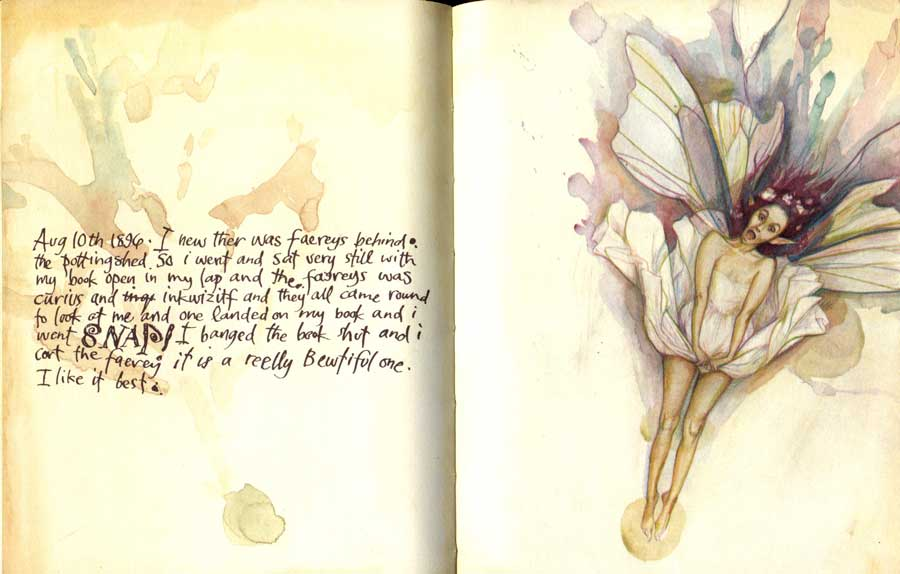 Aug 10th 1896. I new ther was faereys behind
the pottingshed. So i went and sat very still with
my book open in my lap and the faereys was
curius and inkwizitf and they all came round
to look at me and one landed on my book and i
went SNAP! I banged the book shut and i
cort the faerey it is a reelly Bewtiful one.
I like it best.